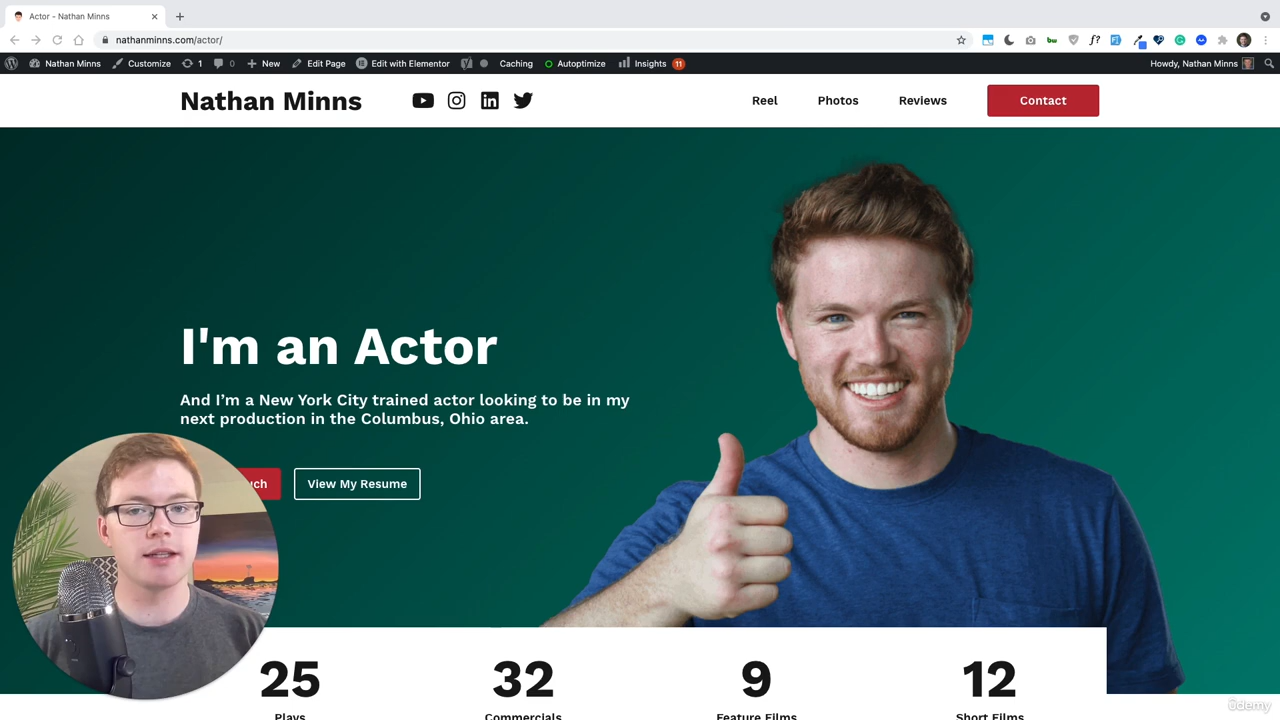 Actor - Nathan Minns
nathanminns.com/actor/
Nathan Minns Customize 1 0 New Edit Page Edit with Elementor Caching Autoptimize Insights 11 Howdy, Nathan Minns
Nathan Minns Reel Photos Reviews Contact
I'm an Actor
And I’m a New York City trained actor looking to be in my
next production in the Columbus, Ohio area.
View My Resume
25 32 9 12
Plays Commercials Feature Films Short Films
ûdemy